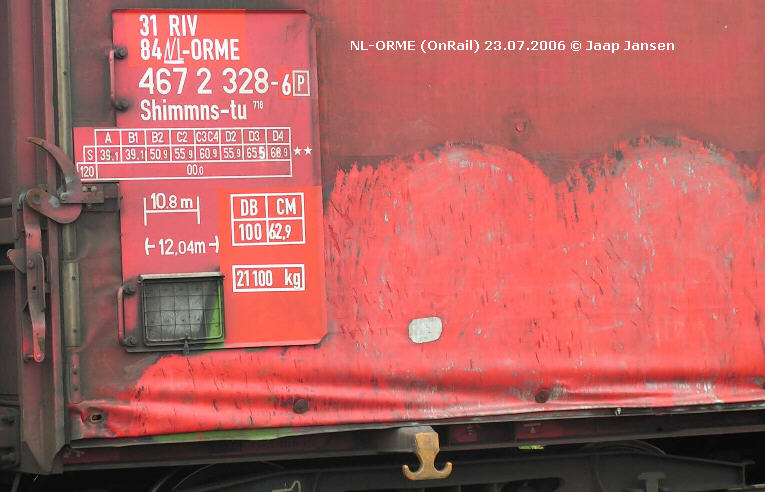 NL-ORME (OnRail) 23.07.2006 © Jaap Jansen
31 RIV
84 NL-ORME
467 2 328-6 P
Shimmns-tu 718
A B1 B2 C2 C3C4 D2 D3 D4
S 39.1 39.1 50.9 55.9 60.9 55.9 65.5 68.9 ★★
120 00.0
10.8 m
12,04m
DB CM
100 62,9
21 100 kg